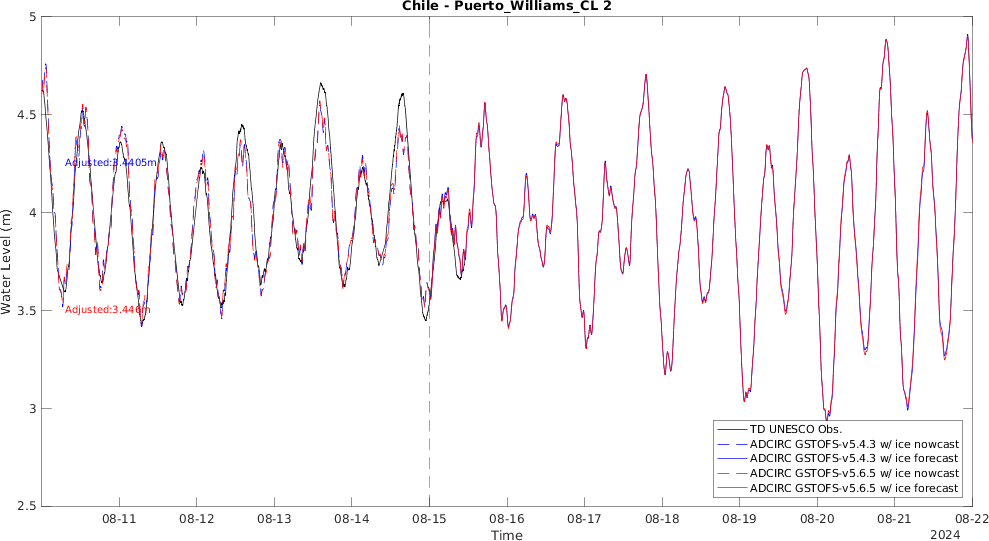 Chile - Puerto_Williams_CL 2
Water Level (m)
5
4.5
4
3.5
3
2.5
Adjusted:3.4405m
Adjusted:3.446m
TD UNESCO Obs.
ADCIRC GSTOFS-v5.4.3 w/ ice nowcast
ADCIRC GSTOFS-v5.4.3 w/ ice forecast
ADCIRC GSTOFS-v5.6.5 w/ ice nowcast
ADCIRC GSTOFS-v5.6.5 w/ ice forecast
08-11 08-12 08-13 08-14 08-15 08-16 08-17 08-18 08-19 08-20 08-21 08-22
Time
2024